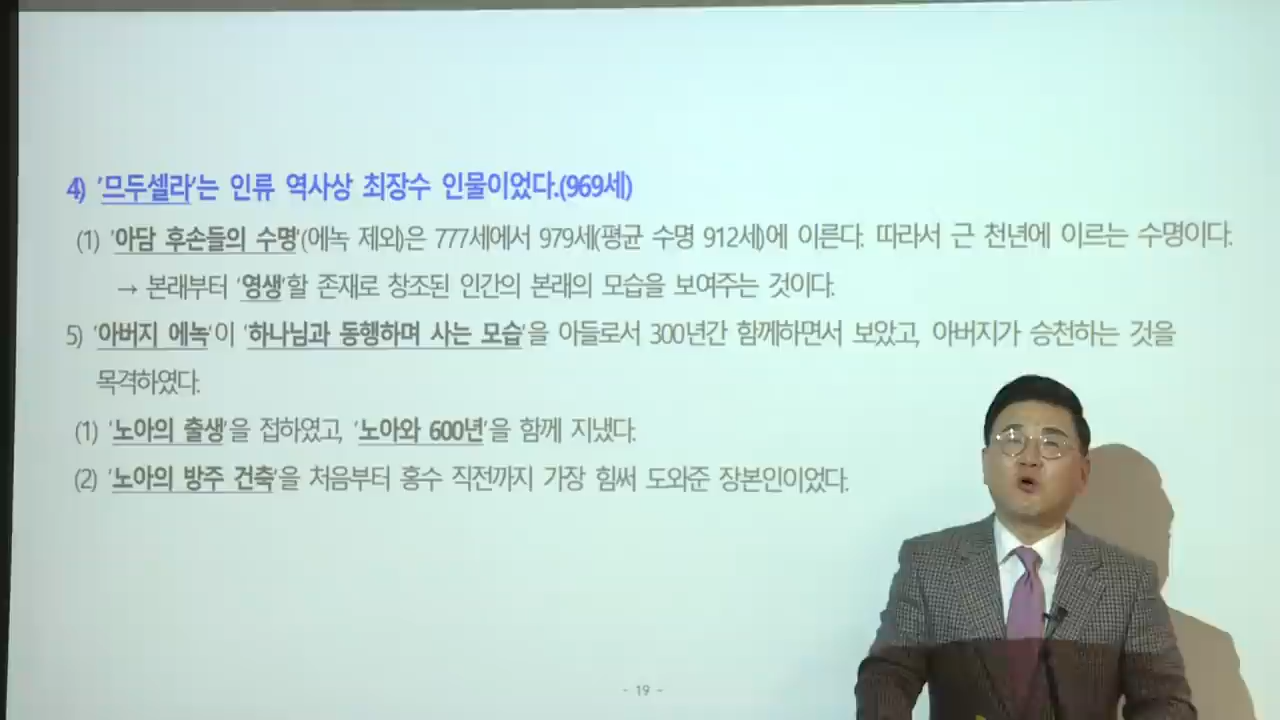 4) '므두셀라'는 인류 역사상 최장수 인물이었다.(969세)
(1) '아담 후손들의 수명'(에녹 제외)은 777세에서 979세(평균 수명 912세)에 이른다. 따라서 근 천년에 이르는 수명이다.
→ 본래부터 '영생'할 존재로 창조된 인간의 본래의 모습을 보여주는 것이다.
5) '아버지 에녹'이 '하나님과 동행하며 사는 모습'을 아들로서 300년간 함께하면서 보았고, 아버지가 승천하는 것을
목격하였다.
(1) '노아의 출생'을 접하였고, '노아와 600년'을 함께 지냈다.
(2) '노아의 방주 건축'을 처음부터 홍수 직전까지 가장 힘써 도와준 장본인이었다.
- 19 -